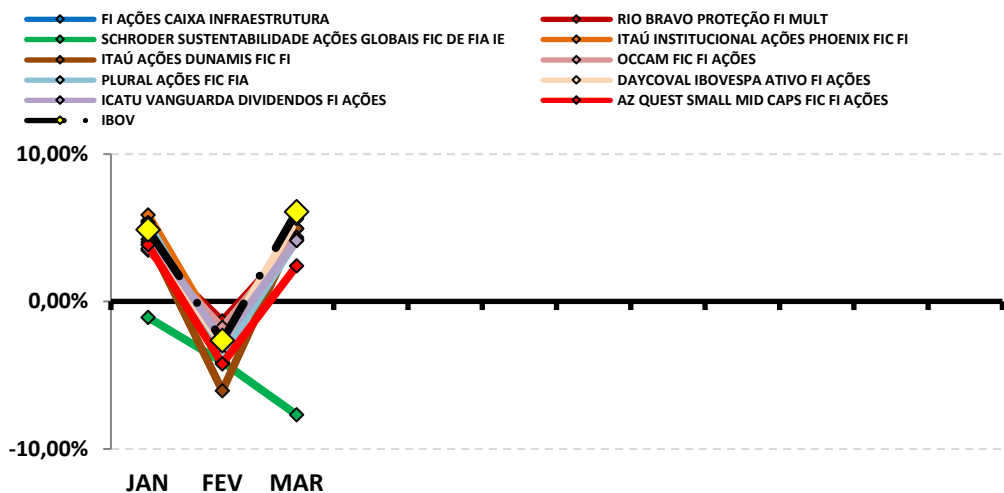 FI AÇÕES CAIXA INFRAESTRUTURA
RIO BRAVO PROTEÇÃO FI MULT
SCHRODER SUSTENTABILIDADE AÇÕES GLOBAIS FIC DE FIA IE
ITAÚ INSTITUCIONAL AÇÕES PHOENIX FIC FI
ITAÚ AÇÕES DUNAMIS FIC FI
OCCAM FIC FI AÇÕES
PLURAL AÇÕES FIC FIA
DAYCOVAL IBOVESPA ATIVO FI AÇÕES
ICATU VANGUARDA DIVIDENDOS FI AÇÕES
AZ QUEST SMALL MID CAPS FIC FI AÇÕES
IBOV
10,00%
0,00%
-10,00%
JAN FEV MAR